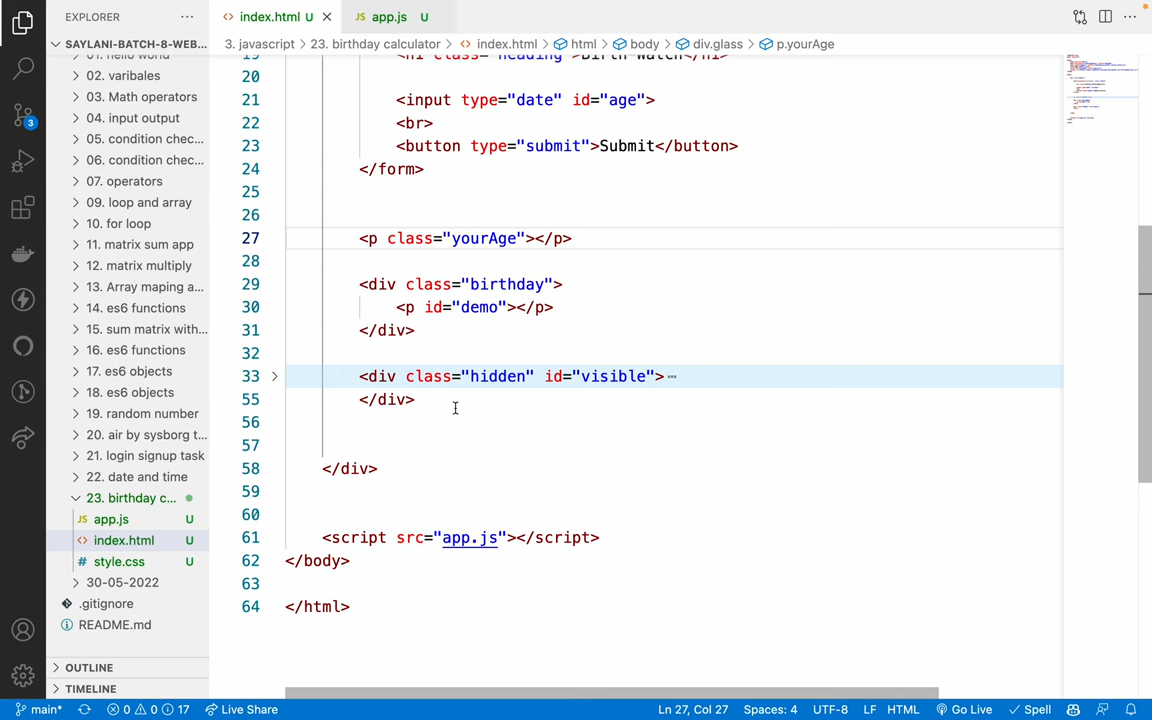 EXPLORER
index.html U
app.js U
SAYLANI-BATCH-8-WEB...
3. javascript > 23. birthday calculator > index.html > html > body > div.glass > p.yourAge
02. varibales
03. Math operators
04. input output
05. condition chec...
06. condition chec...
07. operators
09. loop and array
10. for loop
11. matrix sum app
12. matrix multiply
13. Array maping a...
14. es6 functions
15. sum matrix with...
16. es6 functions
17. es6 objects
18. es6 objects
19. random number
20. air by sysborg t...
21. login signup task
22. date and time
23. birthday c...
app.js U
index.html U
style.css U
30-05-2022
.gitignore
README.md
OUTLINE
TIMELINE
20
21 <input type="date" id="age">
22 <br>
23 <button type="submit">Submit</button>
24 </form>
25
26
27 <p class="yourAge"></p>
28
29 <div class="birthday">
30 <p id="demo"></p>
31 </div>
32
33 <div class="hidden" id="visible">
55 </div>
56
57
58 </div>
59
60
61 <script src="app.js"></script>
62 </body>
63
64 </html>
3
main*
0 0 17
Live Share
Ln 27, Col 27
Spaces: 4
UTF-8
LF
HTML
Go Live
Spell